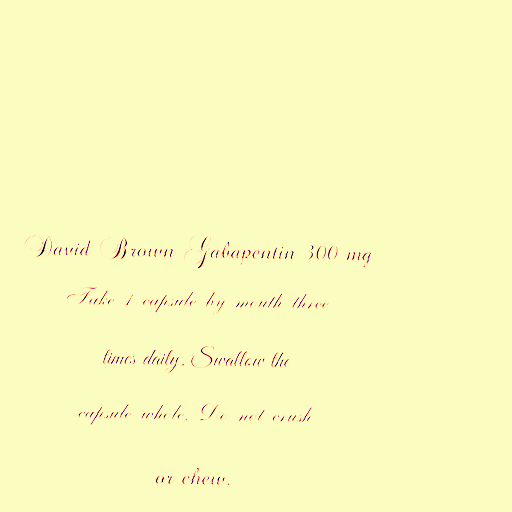 David Brown Gabapentin 300 mg
Take 1 capsule by mouth three
times daily. Swallow the
capsule whole. Do not crush
or chew.